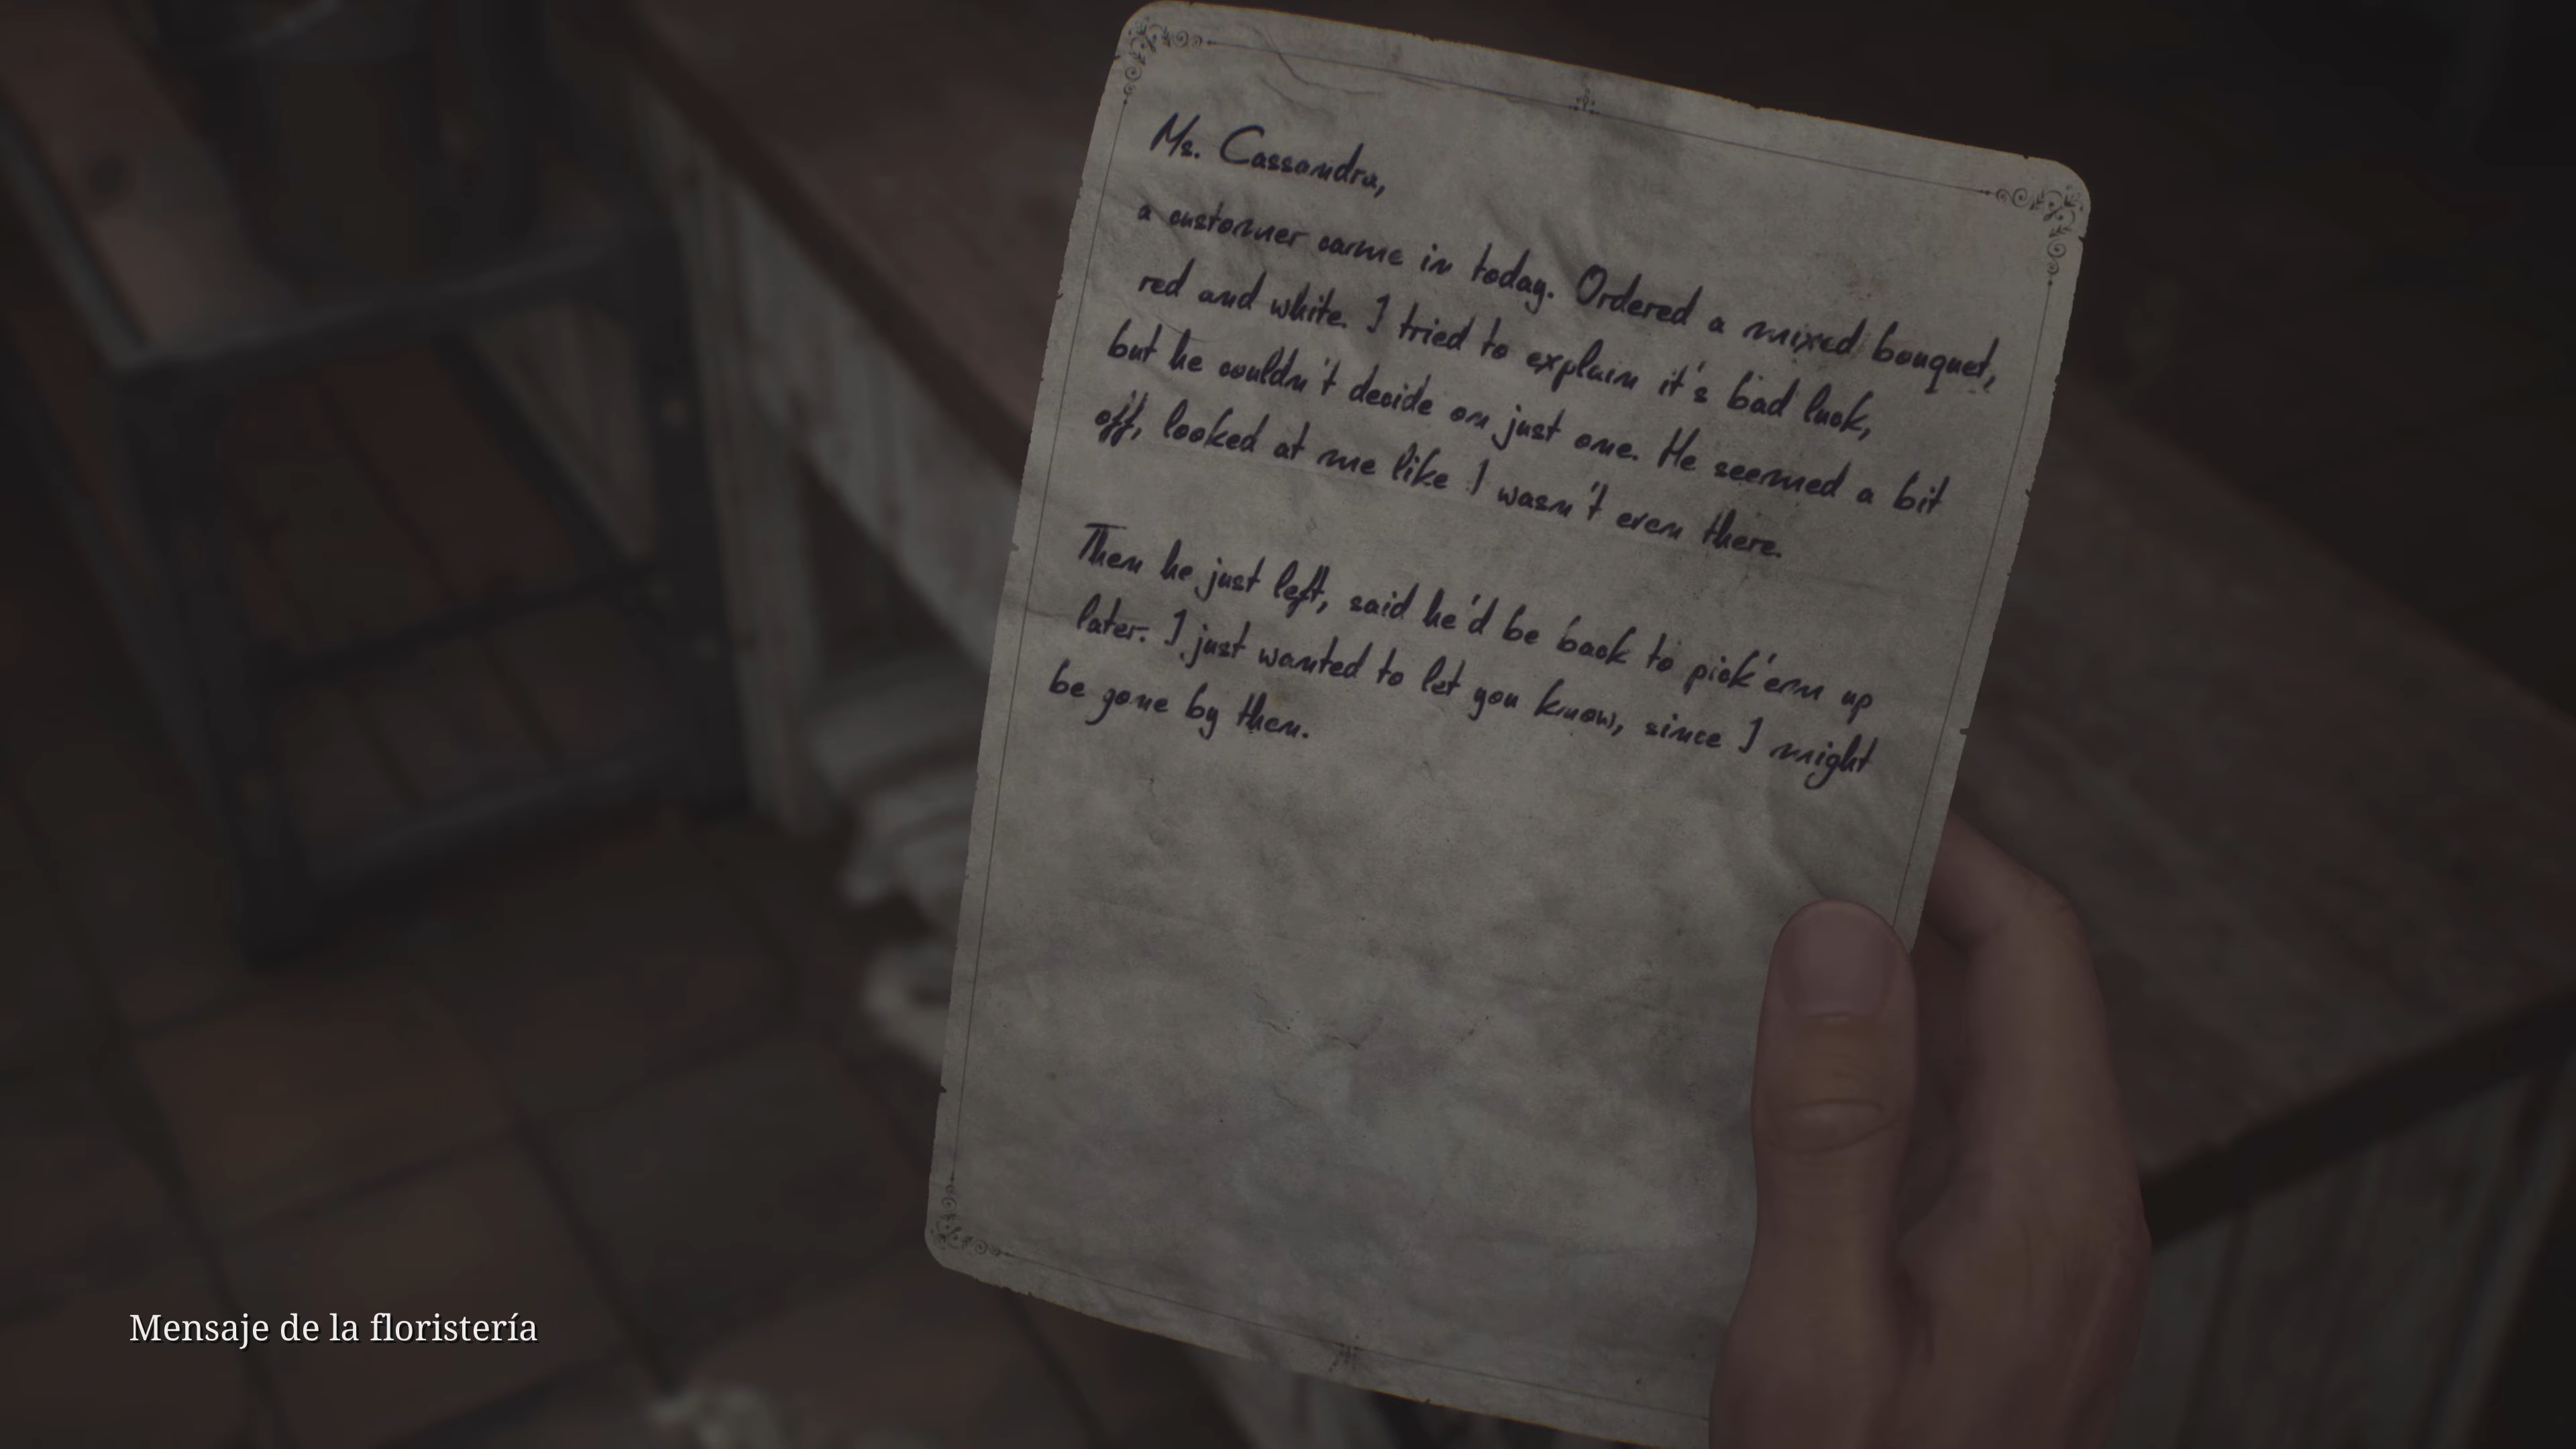 Ms. Cassandra,
a customer came in today. Ordered a mixed bouquet,
red and white. I tried to explain it's bad luck,
but he couldn't decide on just one. He seemed a bit
off, looked at me like I wasn't even there.
Then he just left, said he'd be back to pick'em up
later. I just wanted to let you know, since I might
be gone by then.
Mensaje de la floristería